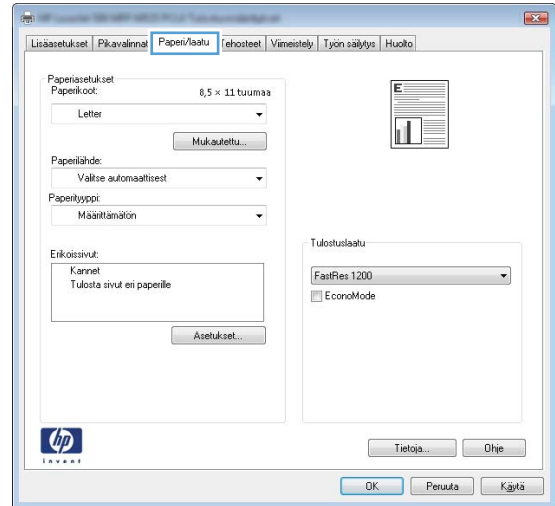 Lisäasetukset Pikavalinnat Paperi/laatu Tehosteet Viimeistely Työn säilytys Huolto
Paperiasetukset
Paperikoot: 8,5 × 11 tuumaa
Letter
Mukautettu...
Paperilähde:
Valitse automaattisest
Paperityyppi:
Määrittämätön
Erikoissivut:
Kannet
Tulosta sivut eri paperille
Asetukset...
E
Tulostuslaatu
FastRes 1200
EconoMode
hp
invent
Tietoja... Ohje
OK Peruuta Käytä